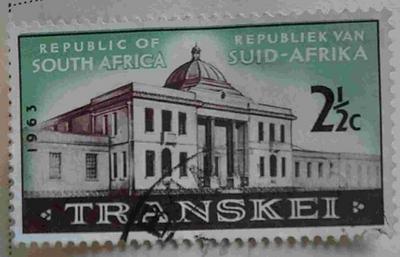 REPUBLIC OF
SOUTH AFRICA
REPUBLIEK VAN
SUID-AFRIKA
2½c
1963
TRANSKEI